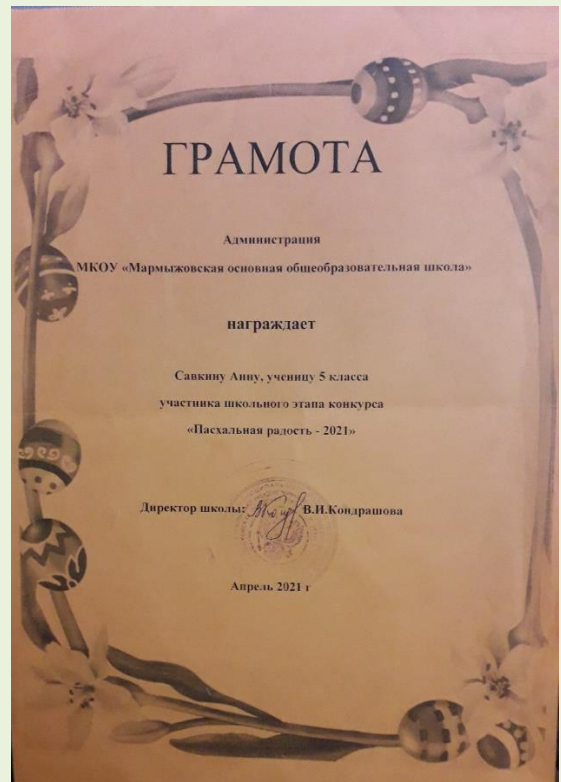 ГРАМОТА
Администрация
МКОУ «Мармыжовская основная общеобразовательная школа»
награждает
Савкину Анну, ученицу 5 класса
участника школьного этапа конкурса
«Пасхальная радость - 2021»
Директор школы: В.И.Кондрашова
Апрель 2021 г